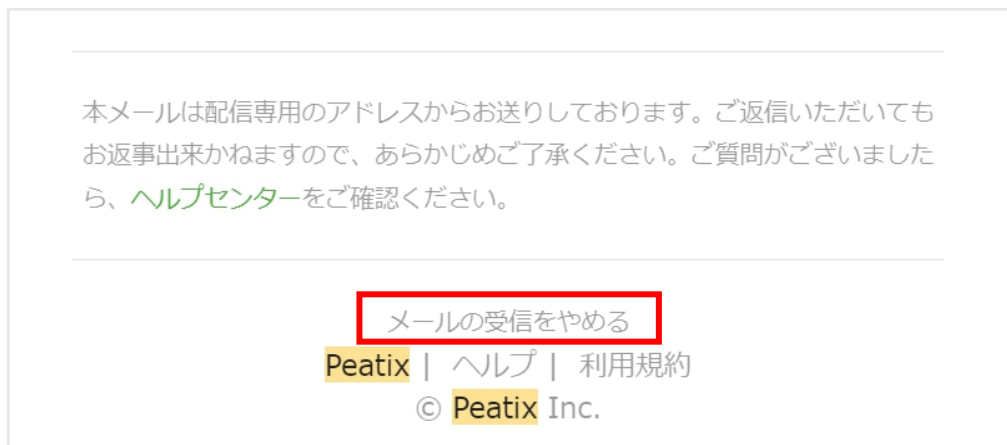 本メールは配信専用のアドレスからお送りしております。ご返信いただいても
お返事出来かねますので、あらかじめご了承ください。ご質問がございました
ら、ヘルプセンターをご確認ください。
メールの受信をやめる
Peatix | ヘルプ | 利用規約
© Peatix Inc.